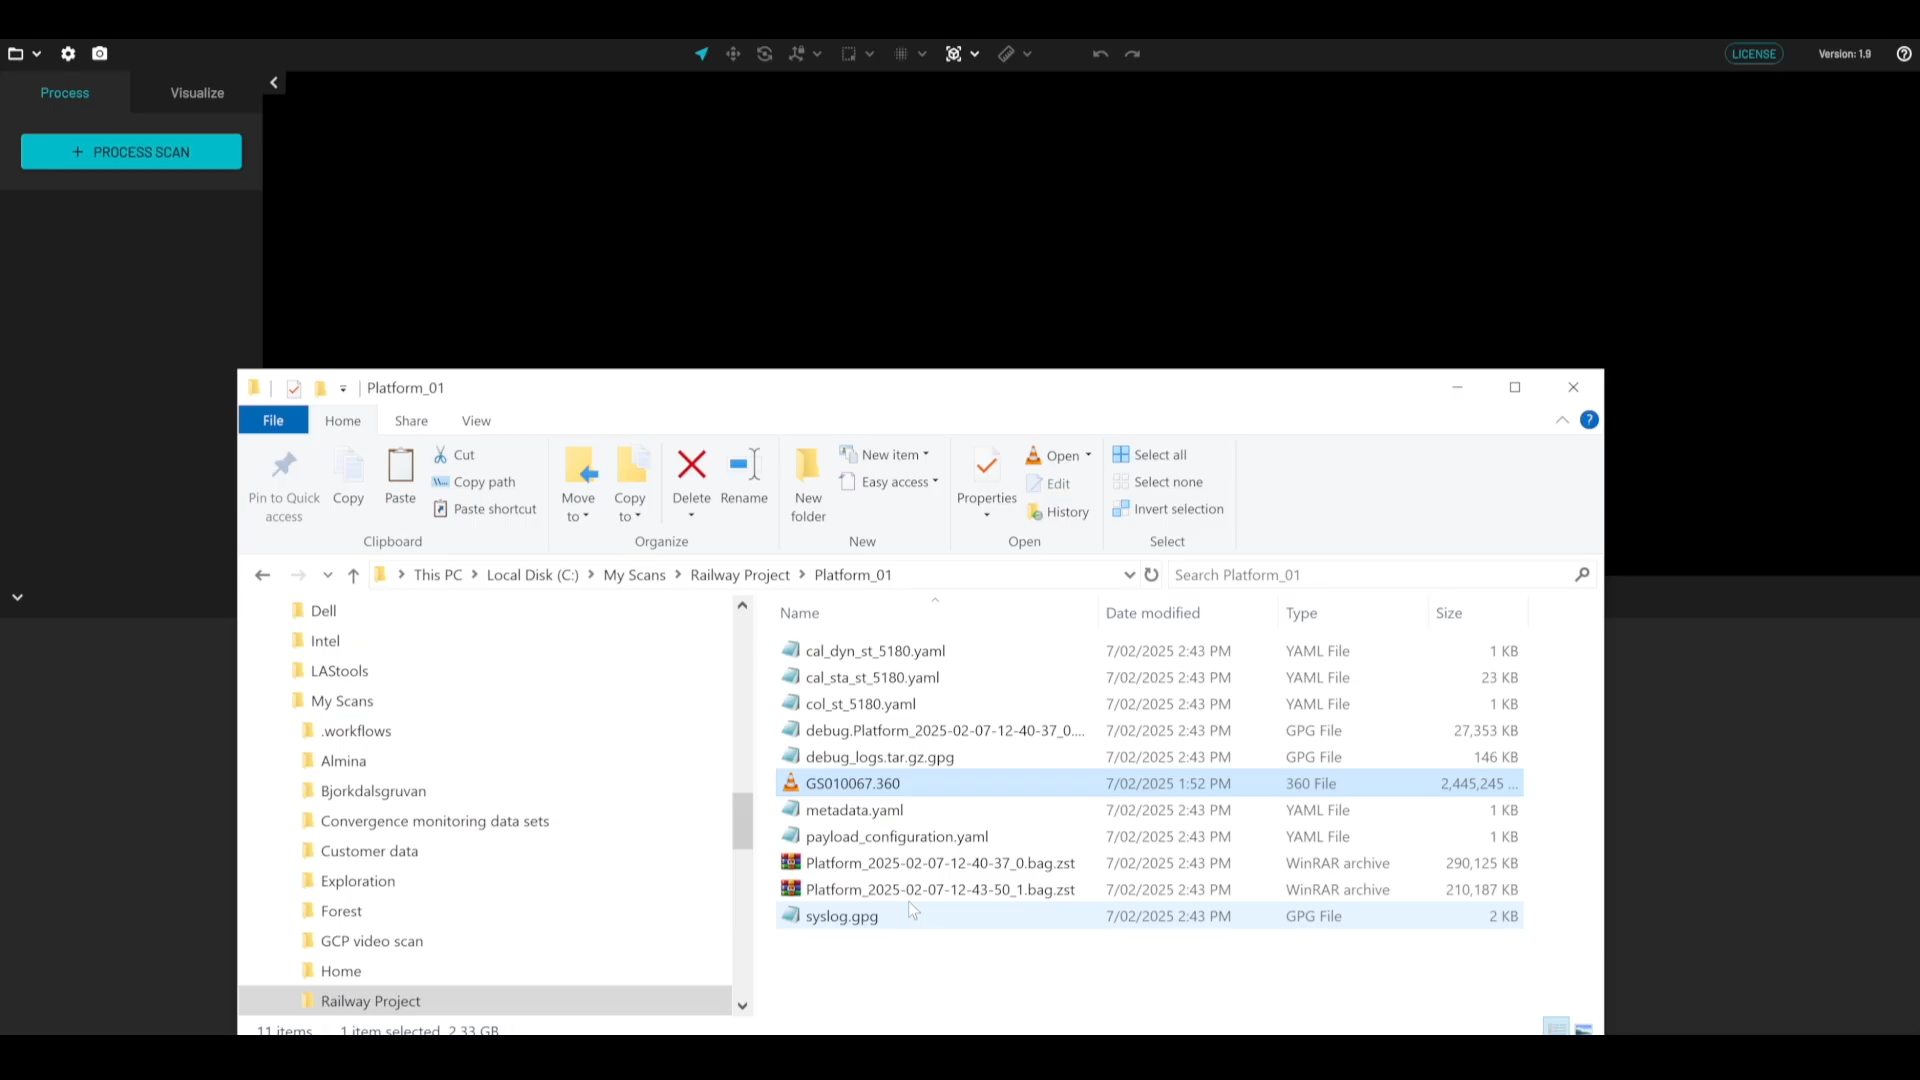 LICENSE Version: 1.9
Process Visualize
+ PROCESS SCAN
Platform_01
File Home Share View
Pin to Quick access
Copy
Paste
Cut
Copy path
Paste shortcut
Clipboard
Move to
Copy to
Delete
Rename
Organize
New folder
New item
Easy access
New
Properties
Open
Edit
History
Open
Select all
Select none
Invert selection
Select
This PC > Local Disk (C:) > My Scans > Railway Project > Platform_01
Search Platform_01
Dell
Intel
LAStools
My Scans
.workflows
Almina
Bjorkdalsgruvan
Convergence monitoring data sets
Customer data
Exploration
Forest
GCP video scan
Home
Railway Project
Name Date modified Type Size
cal_dyn_st_5180.yaml 7/02/2025 2:43 PM YAML File 1 KB
cal_sta_st_5180.yaml 7/02/2025 2:43 PM YAML File 23 KB
col_st_5180.yaml 7/02/2025 2:43 PM YAML File 1 KB
debug.Platform_2025-02-07-12-40-37_0.... 7/02/2025 2:43 PM GPG File 27,353 KB
debug_logs.tar.gz.gpg 7/02/2025 2:43 PM GPG File 146 KB
GS010067.360 7/02/2025 1:52 PM 360 File 2,445,245 ...
metadata.yaml 7/02/2025 2:43 PM YAML File 1 KB
payload_configuration.yaml 7/02/2025 2:43 PM YAML File 1 KB
Platform_2025-02-07-12-40-37_0.bag.zst 7/02/2025 2:43 PM WinRAR archive 290,125 KB
Platform_2025-02-07-12-43-50_1.bag.zst 7/02/2025 2:43 PM WinRAR archive 210,187 KB
syslog.gpg 7/02/2025 2:43 PM GPG File 2 KB
11 items 1 item selected 2.33 GB